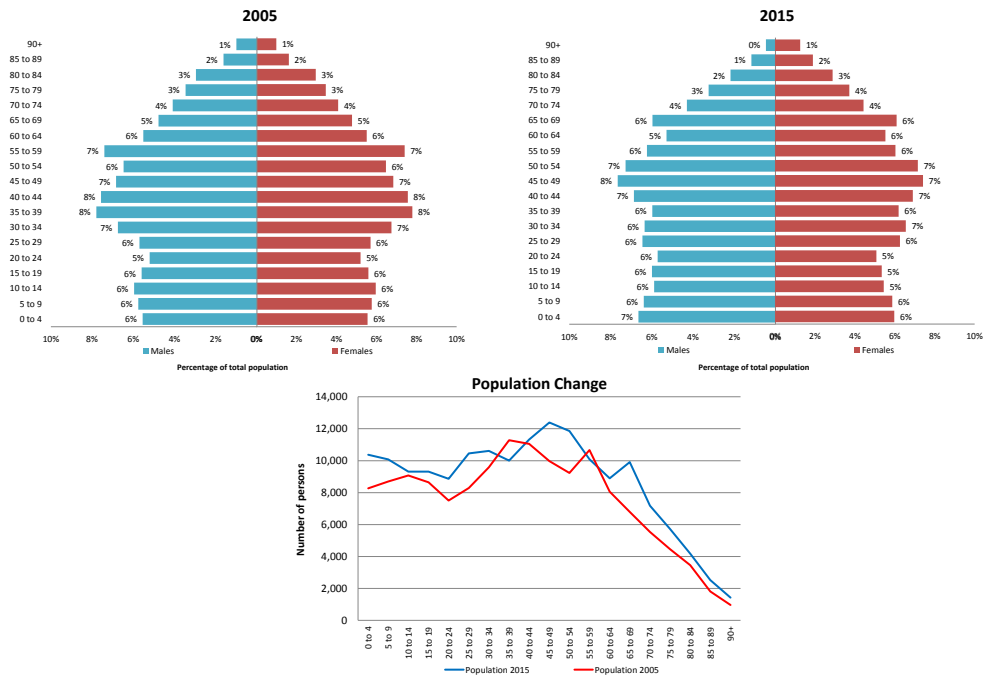 2005
90+ 1% 1%
85 to 89 2% 2%
80 to 84 3% 3%
75 to 79 3% 3%
70 to 74 4% 4%
65 to 69 5% 5%
60 to 64 6% 6%
55 to 59 7% 7%
50 to 54 6% 6%
45 to 49 7% 7%
40 to 44 8% 8%
35 to 39 8% 8%
30 to 34 7% 7%
25 to 29 6% 6%
20 to 24 5% 5%
15 to 19 6% 6%
10 to 14 6% 6%
5 to 9 6% 6%
0 to 4 6% 6%
10% 8% 6% 4% 2% 0% 0% 2% 4% 6% 8% 10%
Males Females
Percentage of total population
2015
90+ 0% 1%
85 to 89 1% 2%
80 to 84 2% 3%
75 to 79 3% 4%
70 to 74 4% 4%
65 to 69 6% 6%
60 to 64 5% 6%
55 to 59 6% 6%
50 to 54 7% 7%
45 to 49 8% 7%
40 to 44 7% 7%
35 to 39 6% 6%
30 to 34 6% 7%
25 to 29 6% 6%
20 to 24 6% 5%
15 to 19 6% 5%
10 to 14 6% 5%
5 to 9 6% 6%
0 to 4 7% 6%
10% 8% 6% 4% 2% 0% 0% 2% 4% 6% 8% 10%
Males Females
Percentage of total population
Population Change
Number of persons
14,000
12,000
10,000
8,000
6,000
4,000
2,000
0
0 to 4
5 to 9
10 to 14
15 to 19
20 to 24
25 to 29
30 to 34
35 to 39
40 to 44
45 to 49
50 to 54
55 to 59
60 to 64
65 to 69
70 to 74
75 to 79
80 to 84
85 to 89
90+
Population 2015 Population 2005